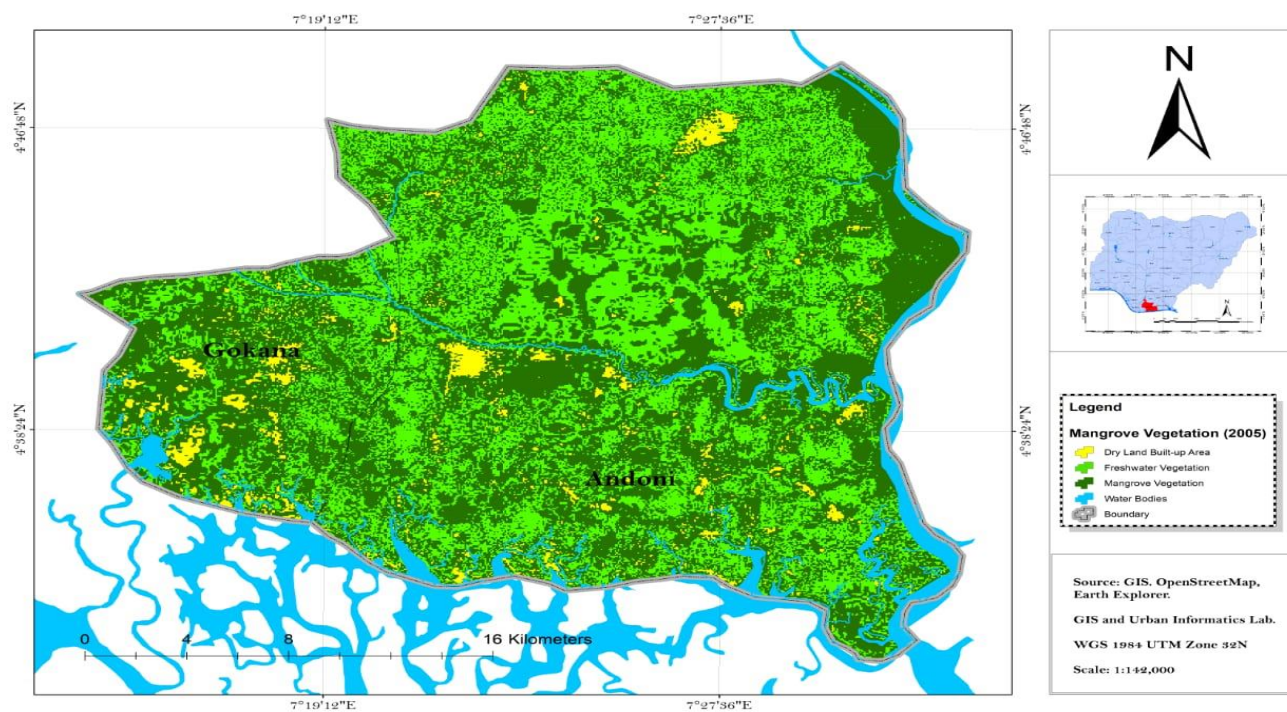 7°19'12"E
7°27'36"E
4°46'48"N
4°46'48"N
N
Gokana
4°38'24"N
4°38'24"N
Andoni
0 4 8 16 Kilometers
7°19'12"E
7°27'36"E
N
Legend
Mangrove Vegetation (2005)
Dry Land Built-up Area
Freshwater Vegetation
Mangrove Vegetation
Water Bodies
Boundary
Source: GIS. OpenStreetMap,
Earth Explorer.
GIS and Urban Informatics Lab.
WGS 1984 UTM Zone 32N
Scale: 1:142,000